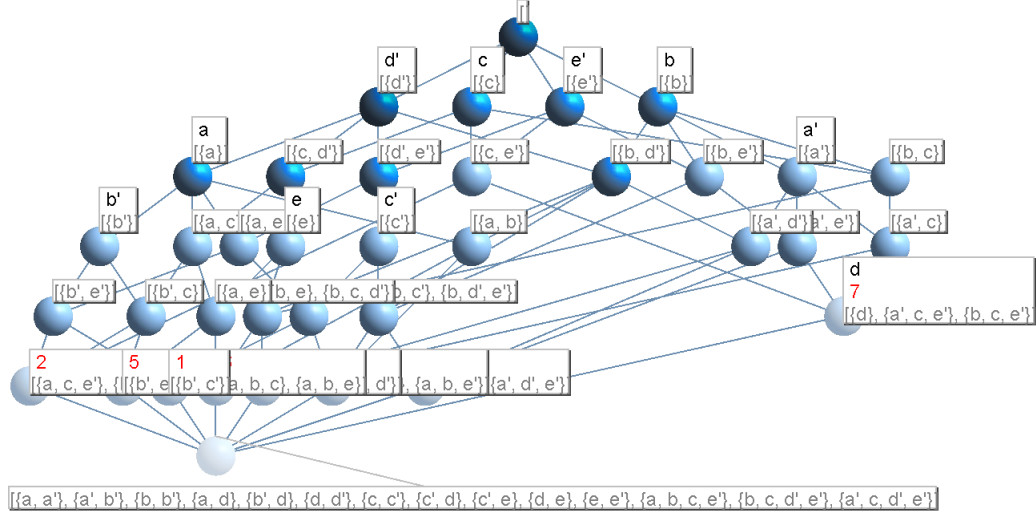 []
d'
[{d'}]
c
[{c}]
e'
[{e'}]
b
[{b}]
a
[{a}]
[{c, d'}]
[{d', e'}]
[{c, e'}]
[{b, d'}]
[{b, e'}]
a'
[{a'}]
[{b, c}]
b'
[{b'}]
[{a, c
[{a, e
e
[{e}]
c'
[{c'}]
[{a, b}]
[{a', d'}]
a', e'}]
[{a', c}]
[{b', e'}]
[{b', c}]
[{a, e}]
{b, e}, {b, c, d'}]
{b, c'}, {b, d', e'}]
d
7
[{d}, {a', c, e'}, {b, c, e'}]
2
[{a, c, e'}, {
5
[{b', e
1
[{b', c'}]
{a, b, c}, {a, b, e}]
, d'}]
}, {a, b, e'}]
{a', d', e'}]
[{a, a'}, {a', b'}, {b, b'}, {a, d}, {b', d}, {d, d'}, {c, c'}, {c', d}, {c', e}, {d, e}, {e, e'}, {a, b, c, e'}, {b, c, d', e'}, {a', c, d', e'}]